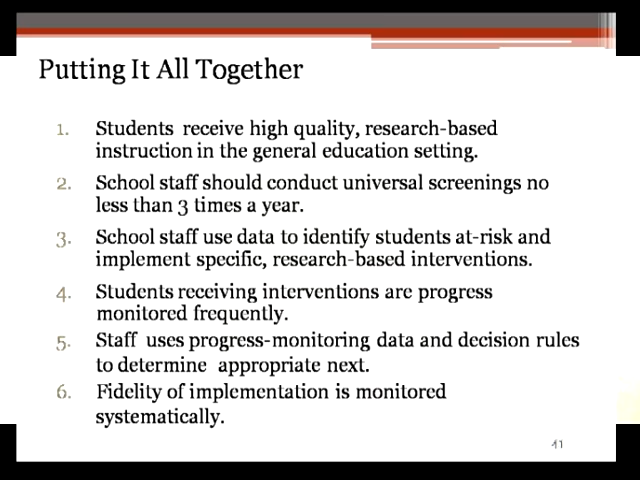 Putting It All Together
1. Students receive high quality, research-based
instruction in the general education setting.
2. School staff should conduct universal screenings no
less than 3 times a year.
3. School staff use data to identify students at-risk and
implement specific, research-based interventions.
4. Students receiving interventions are progress
monitored frequently.
5. Staff uses progress-monitoring data and decision rules
to determine appropriate next.
6. Fidelity of implementation is monitored
systematically.
41